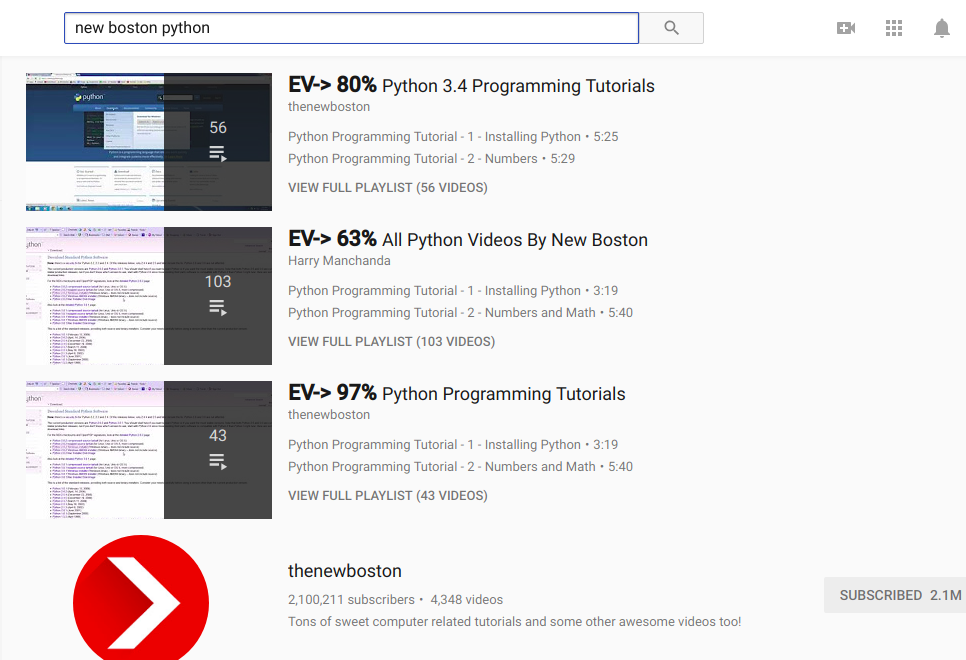 new boston python
EV-> 80% Python 3.4 Programming Tutorials
thenewboston
56
Python Programming Tutorial - 1 - Installing Python • 5:25
Python Programming Tutorial - 2 - Numbers • 5:29
VIEW FULL PLAYLIST (56 VIDEOS)
EV-> 63% All Python Videos By New Boston
Harry Manchanda
103
Python Programming Tutorial - 1 - Installing Python • 3:19
Python Programming Tutorial - 2 - Numbers and Math • 5:40
VIEW FULL PLAYLIST (103 VIDEOS)
EV-> 97% Python Programming Tutorials
thenewboston
43
Python Programming Tutorial - 1 - Installing Python • 3:19
Python Programming Tutorial - 2 - Numbers and Math • 5:40
VIEW FULL PLAYLIST (43 VIDEOS)
thenewboston
2,100,211 subscribers • 4,348 videos
SUBSCRIBED 2.1M
Tons of sweet computer related tutorials and some other awesome videos too!